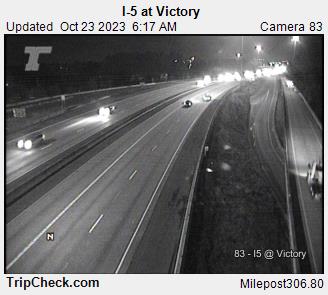 I-5 at Victory
Updated Oct 23 2023 6:17 AM Camera 83
T
N
83 - I5 @ Victory
TripCheck.com Milepost306.80